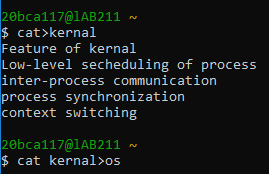 20bca117@lAB211 ~
$ cat>kernal
Feature of kernal
Low-level secheduling of process
inter-process communication
process synchronization
context switching
20bca117@lAB211 ~
$ cat kernal>os